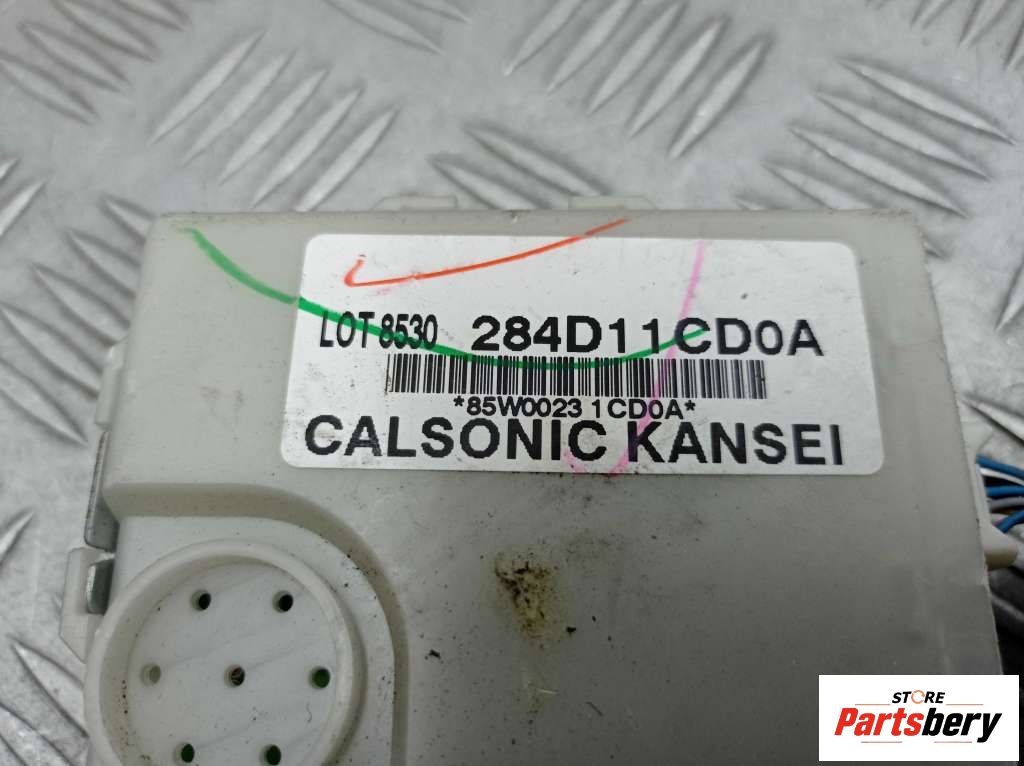 LOT 8530 284D11CD0A
*85W0023 1CD0A*
CALSONIC KANSEI
STORE
Partsbery